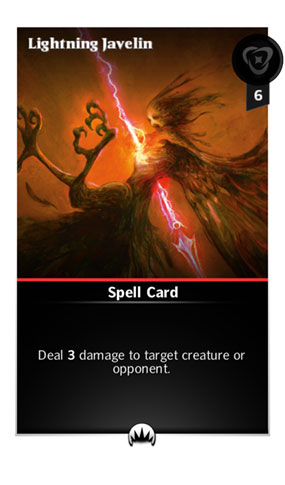 Lightning Javelin
6
Spell Card
Deal 3 damage to target creature or
opponent.